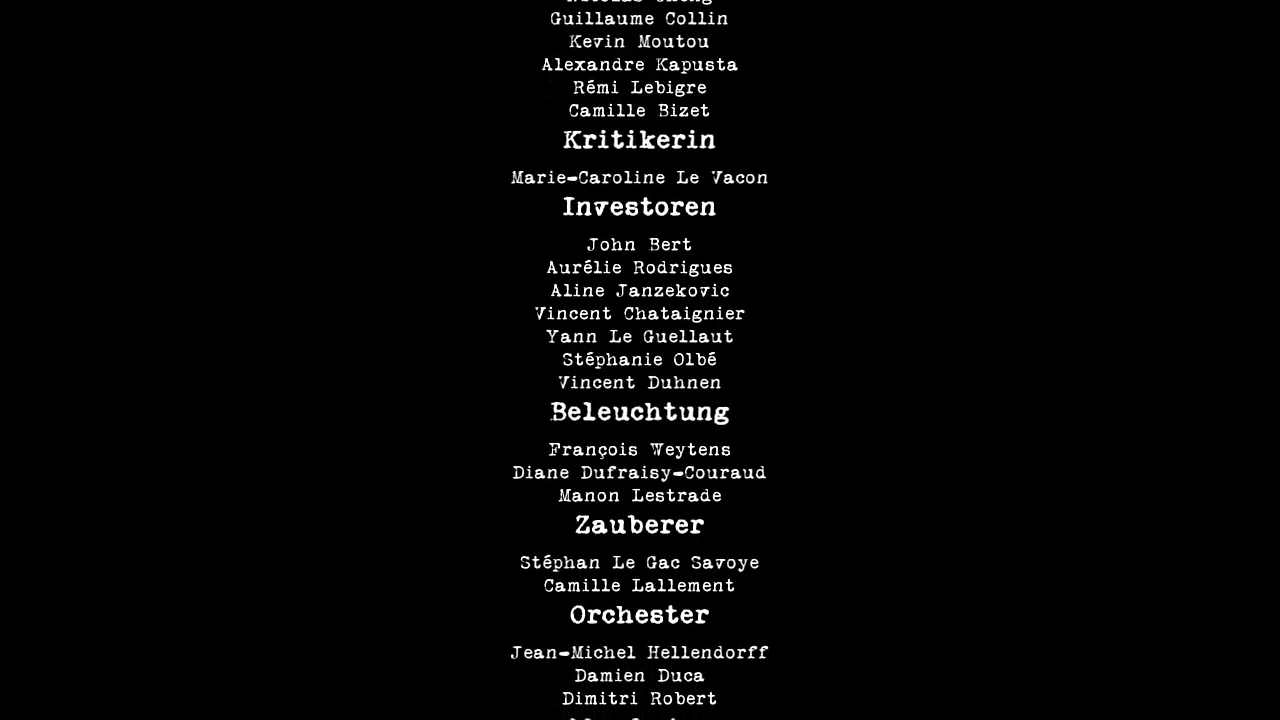 Guillaume Collin
Kevin Moutou
Alexandre Kapusta
Rémi Lebigre
Camille Bizet
Kritikerin
Marie-Caroline Le Vacon
Investoren
John Bert
Aurélie Rodrigues
Aline Janzekovic
Vincent Chataignier
Yann Le Guellaut
Stéphanie Olbé
Vincent Duhnen
Beleuchtung
François Weytens
Diane Dufraisy-Couraud
Manon Lestrade
Zauberer
Stéphan Le Gac Savoye
Camille Lallement
Orchester
Jean-Michel Hellendorff
Damien Duca
Dimitri Robert